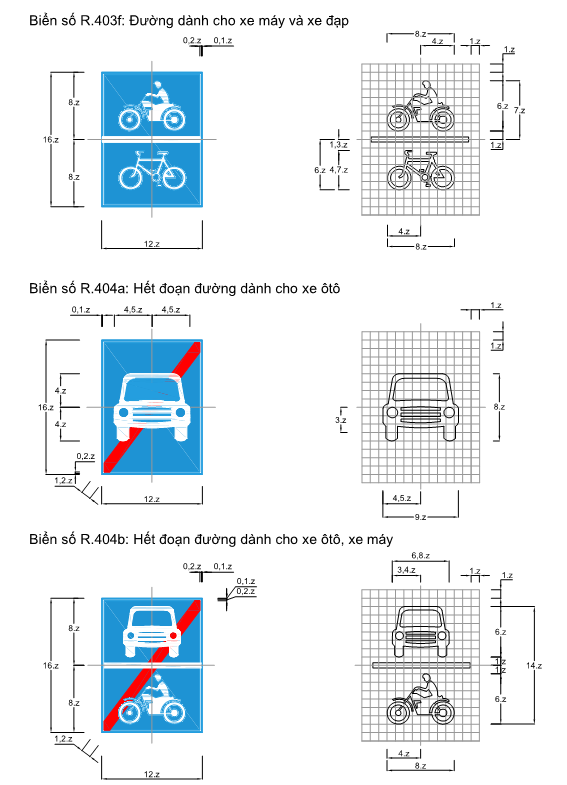 Biển số R.403f: Đường dành cho xe máy và xe đạp
0,2.z 0,1.z
8.z
16.z
8.z
12.z
8.z
4.z 1.z
1.z
6.z
7.z
1.z
1,3.z
6.z
4,7.z
4.z
8.z
Biển số R.404a: Hết đoạn đường dành cho xe ôtô
0,1.z 4,5.z 4,5.z
4.z
16.z
4.z
0,2.z
1,2.z
12.z
1.z
1.z
8.z
3.z
4,5.z
9.z
Biển số R.404b: Hết đoạn đường dành cho xe ôtô, xe máy
0,2.z 0,1.z
0,1.z
0,2.z
8.z
16.z
8.z
1,2.z
12.z
6,8.z
3,4.z 1.z
1.z
6.z
1.z
14.z
1.z
6.z
4.z
8.z